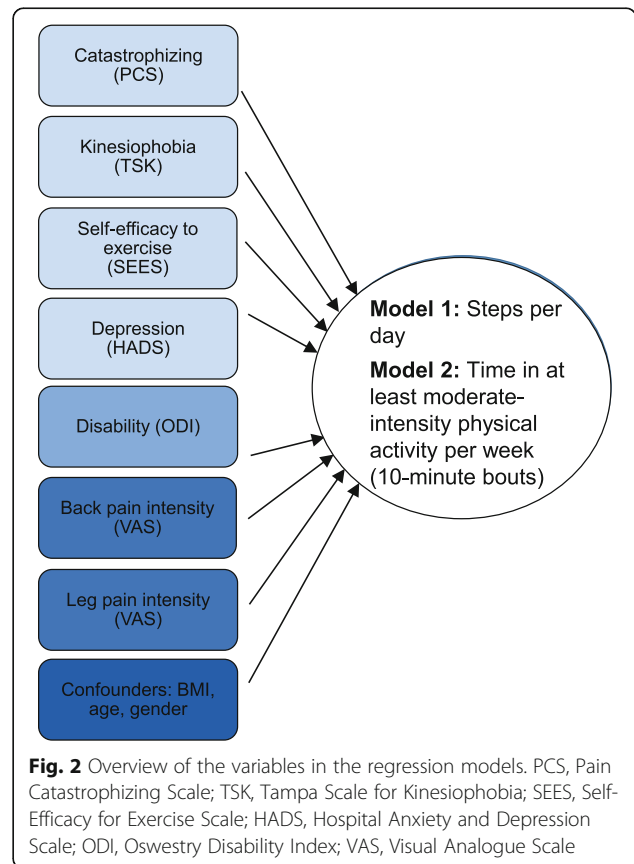 Catastrophizing
(PCS)
Kinesiophobia
(TSK)
Self-efficacy to
exercise
(SEES)
Depression
(HADS)
Disability (ODI)
Back pain intensity
(VAS)
Leg pain intensity
(VAS)
Confounders: BMI,
age, gender
Model 1: Steps per
day
Model 2: Time in at
least moderate-
intensity physical
activity per week
(10-minute bouts)
Fig. 2 Overview of the variables in the regression models. PCS, Pain
Catastrophizing Scale; TSK, Tampa Scale for Kinesiophobia; SEES, Self-
Efficacy for Exercise Scale; HADS, Hospital Anxiety and Depression
Scale; ODI, Oswestry Disability Index; VAS, Visual Analogue Scale